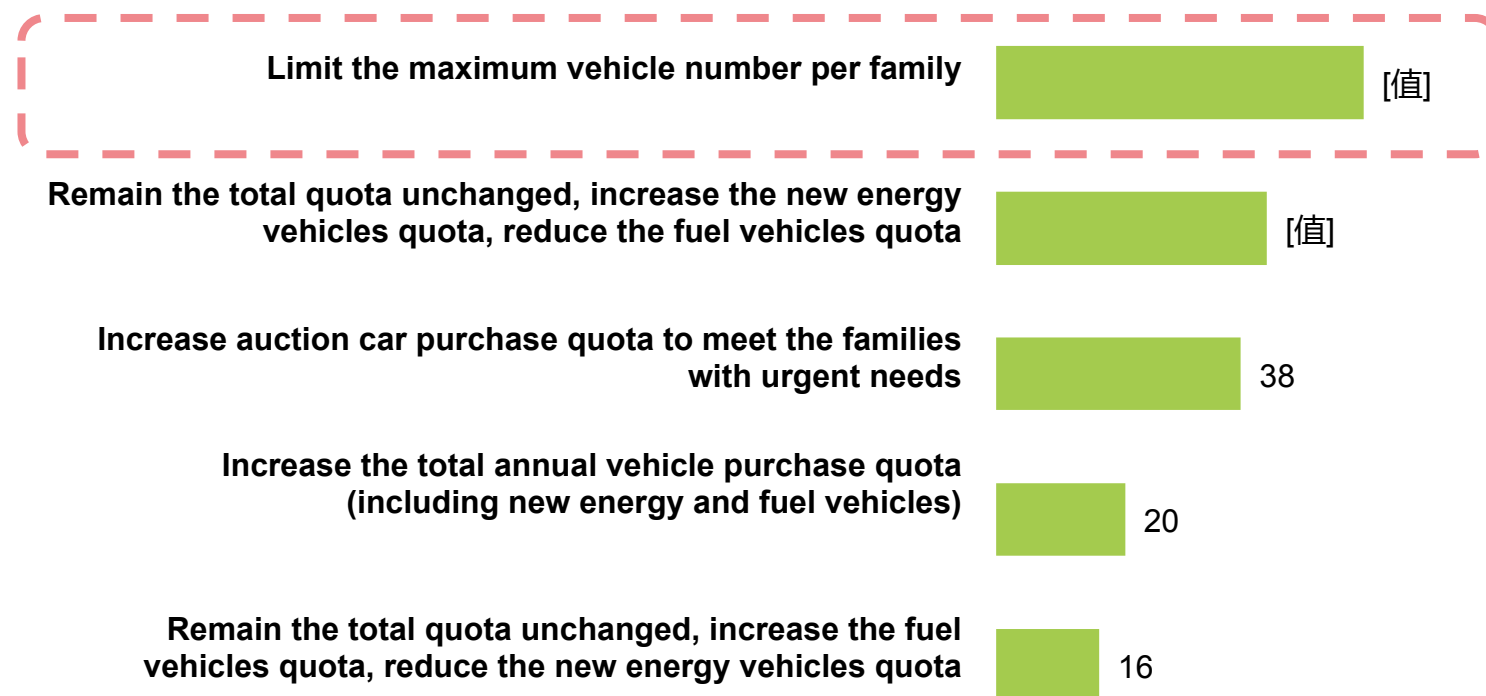 Limit the maximum vehicle number per family
[值]
Remain the total quota unchanged, increase the new energy
vehicles quota, reduce the fuel vehicles quota
[值]
Increase auction car purchase quota to meet the families
with urgent needs
38
Increase the total annual vehicle purchase quota
(including new energy and fuel vehicles)
20
Remain the total quota unchanged, increase the fuel
vehicles quota, reduce the new energy vehicles quota
16